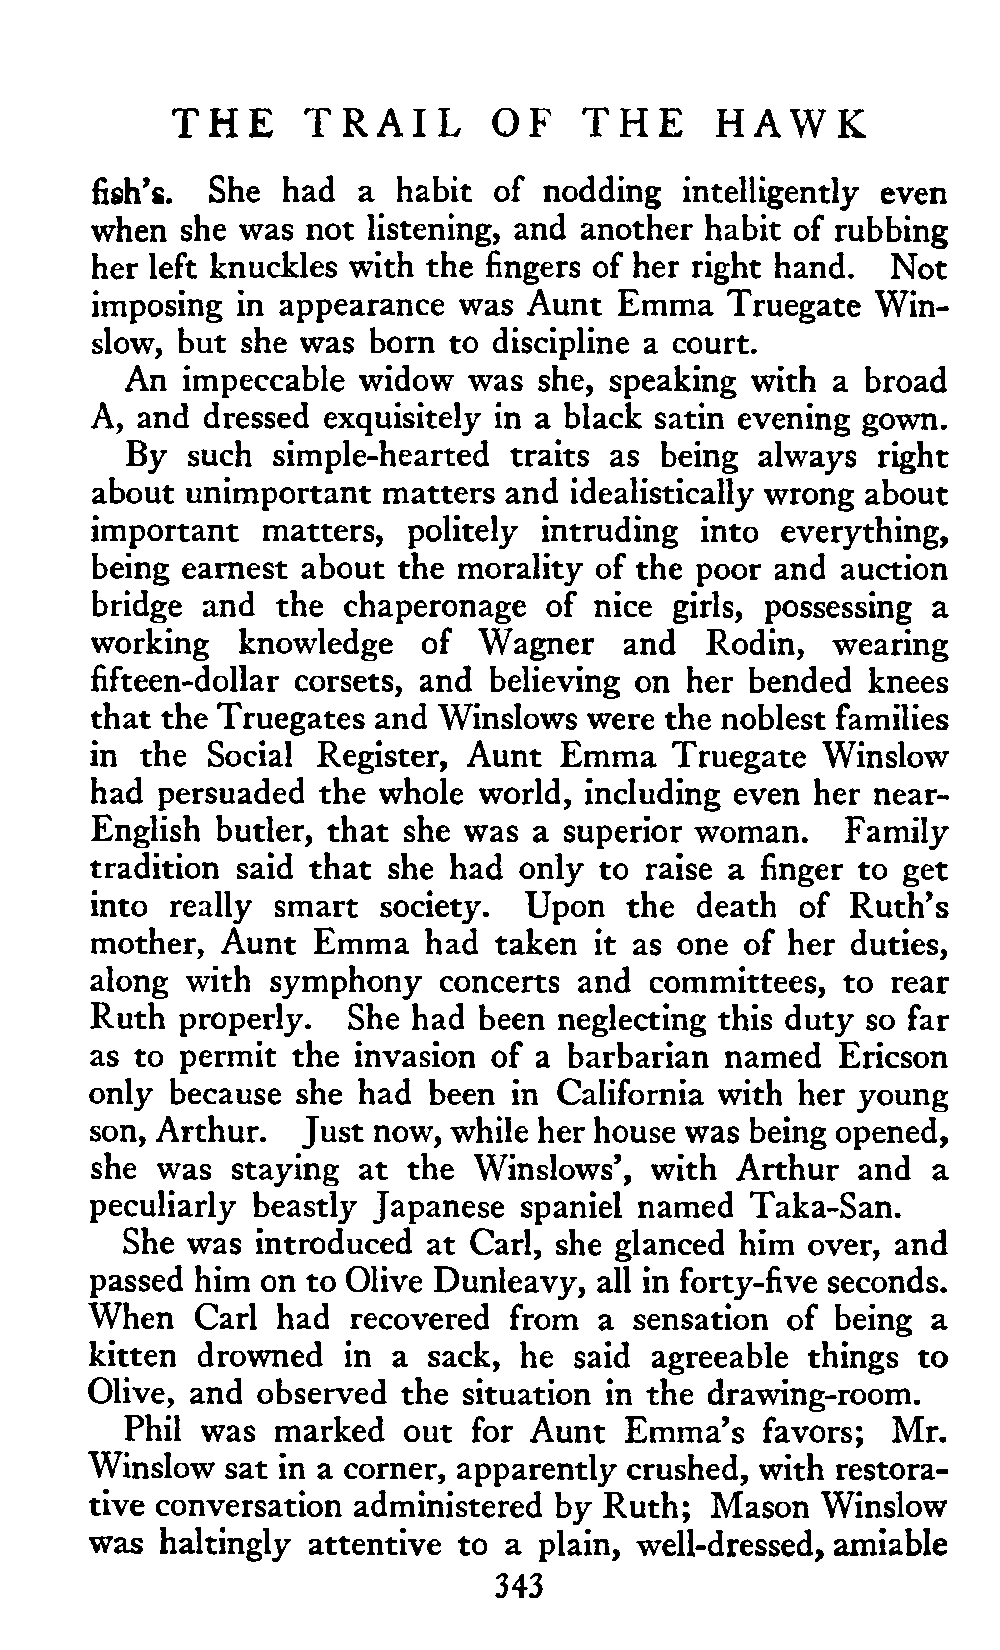 THE TRAIL OF THE HAWK
fish's. She had a habit of nodding intelligently even
when she was not listening, and another habit of rubbing
her left knuckles with the fingers of her right hand. Not
imposing in appearance was Aunt Emma Truegate Win-
slow, but she was born to discipline a court.
An impeccable widow was she, speaking with a broad
A, and dressed exquisitely in a black satin evening gown.
By such simple-hearted traits as being always right
about unimportant matters and idealistically wrong about
important matters, politely intruding into everything,
being earnest about the morality of the poor and auction
bridge and the chaperonage of nice girls, possessing a
working knowledge of Wagner and Rodin, wearing
fifteen-dollar corsets, and believing on her bended knees
that the Truegates and Winslows were the noblest families
in the Social Register, Aunt Emma Truegate Winslow
had persuaded the whole world, including even her near-
English butler, that she was a superior woman. Family
tradition said that she had only to raise a finger to get
into really smart society. Upon the death of Ruth's
mother, Aunt Emma had taken it as one of her duties,
along with symphony concerts and committees, to rear
Ruth properly. She had been neglecting this duty so far
as to permit the invasion of a barbarian named Ericson
only because she had been in California with her young
son, Arthur. Just now, while her house was being opened,
she was staying at the Winslows', with Arthur and a
peculiarly beastly Japanese spaniel named Taka-San.
She was introduced at Carl, she glanced him over, and
passed him on to Olive Dunleavy, all in forty-five seconds.
When Carl had recovered from a sensation of being a
kitten drowned in a sack, he said agreeable things to
Olive, and observed the situation in the drawing-room.
Phil was marked out for Aunt Emma's favors; Mr.
Winslow sat in a corner, apparently crushed, with restora-
tive conversation administered by Ruth; Mason Winslow
was haltingly attentive to a plain, well-dressed, amiable
343